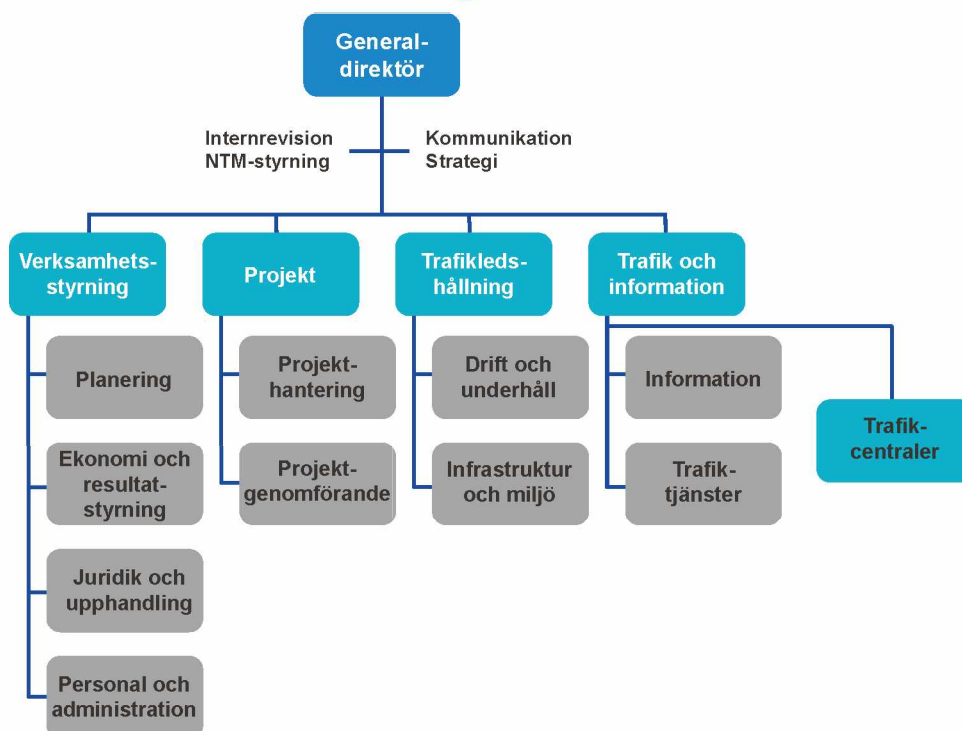 General-
direktör
Internrevision
NTM-styrning
Kommunikation
Strategi
Verksamhets-
styrning
Projekt
Trafikleds-
hållning
Trafik och
information
Planering
Ekonomi och
resultat-
styrning
Juridik och
upphandling
Personal och
administration
Projekt-
hantering
Projekt-
genomförande
Drift och
underhåll
Infrastruktur
och miljö
Information
Trafik-
tjänster
Trafik-
centraler